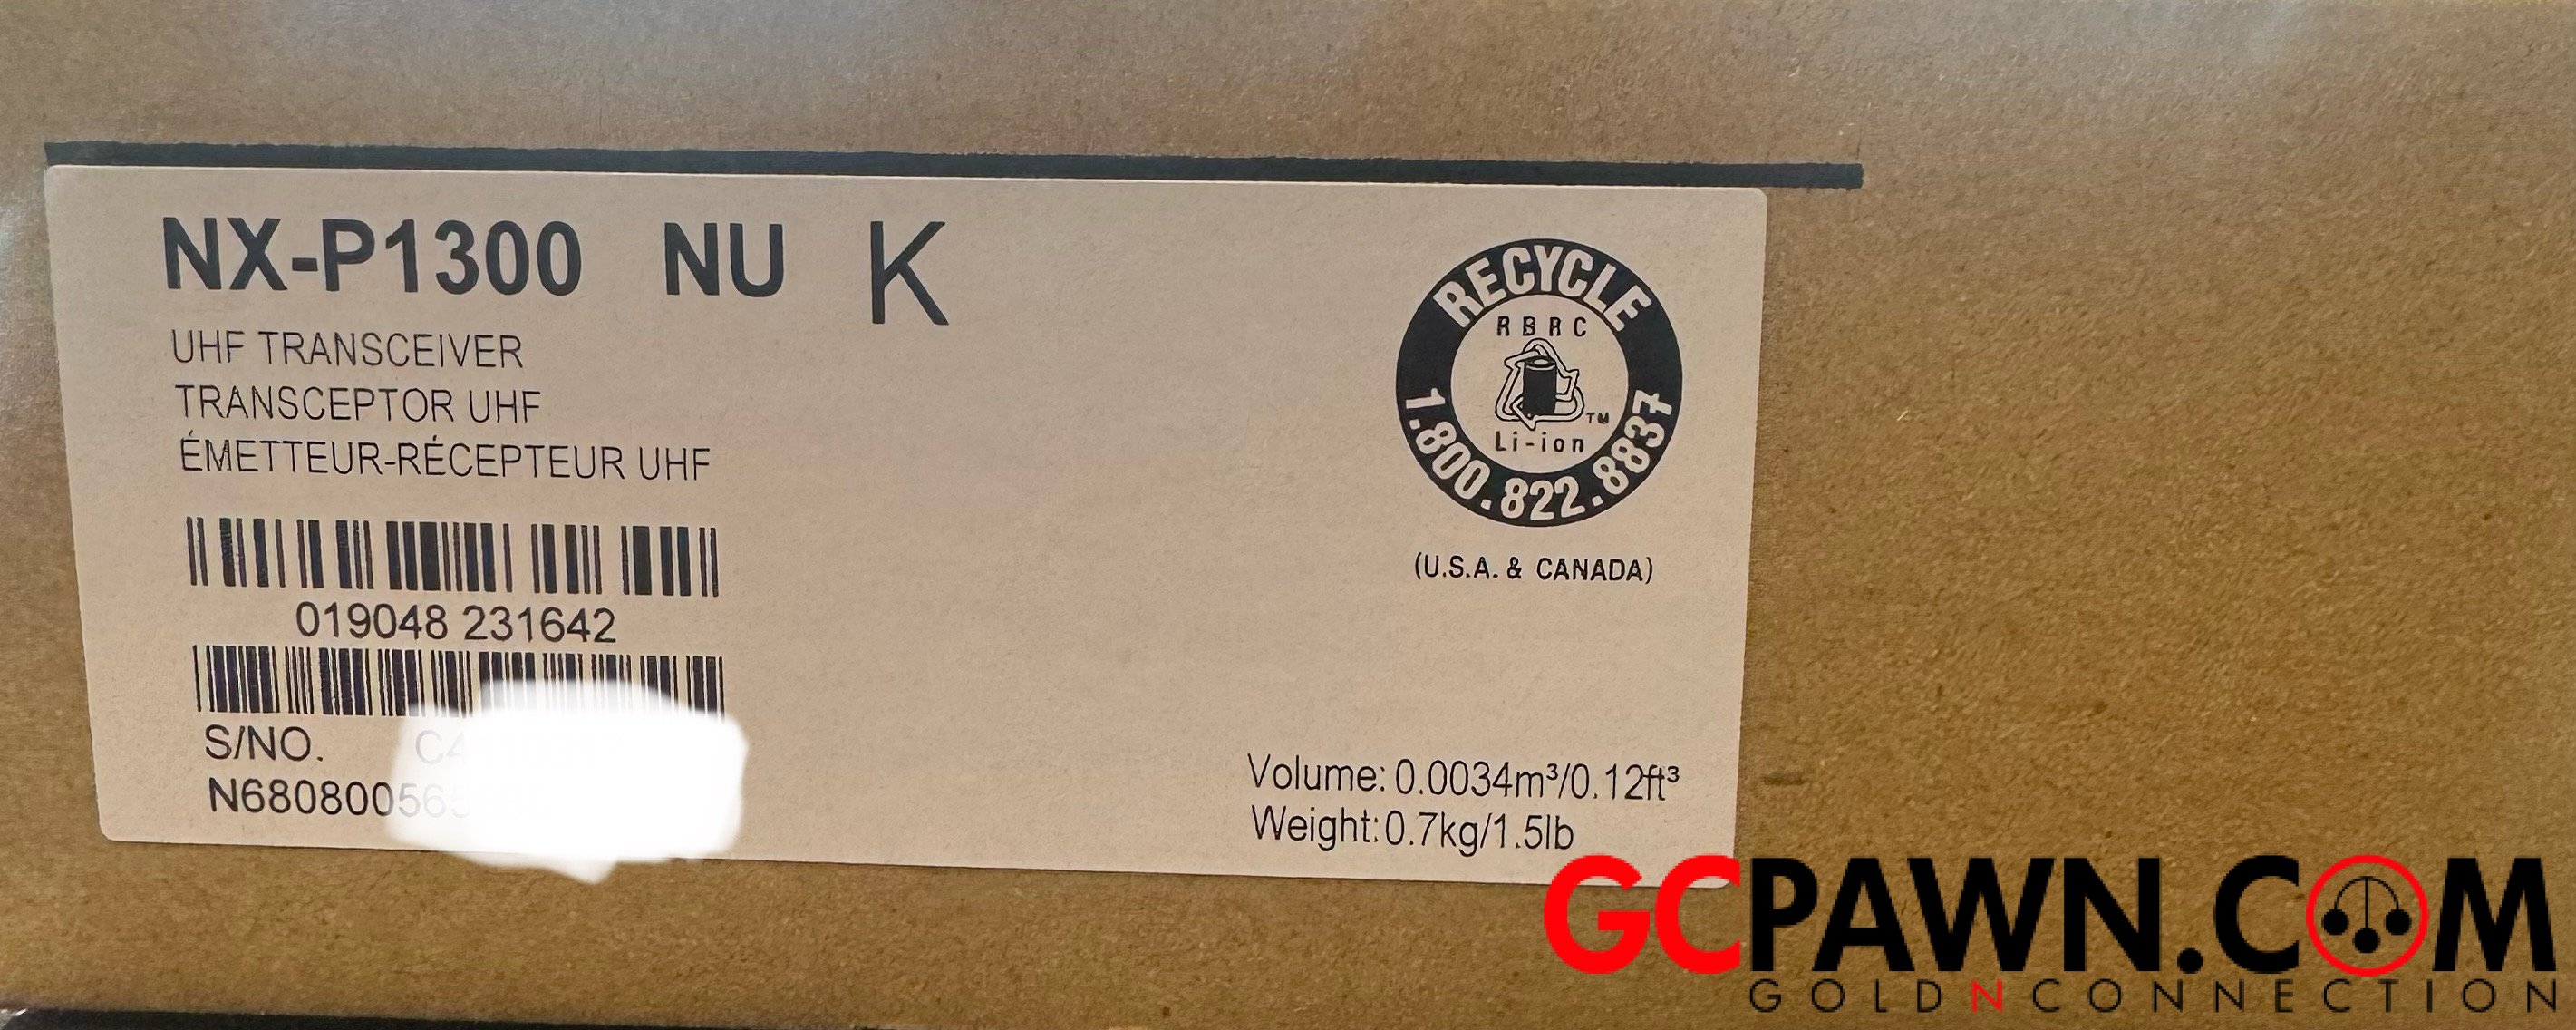 NX-P1300 NU K
UHF TRANSCEIVER
TRANSCEPTOR UHF
ÉMETTEUR-RÉCEPTEUR UHF
019048 231642
S/NO.
RECYCLE
RBRC
TM
Li-ion
1.800.822.8837
(U.S.A. & CANADA)
Volume: 0.0034m³/0.12ft³
Weight: 0.7kg/1.5lb
GCPAWN.COM
GOLDNCONNECTION